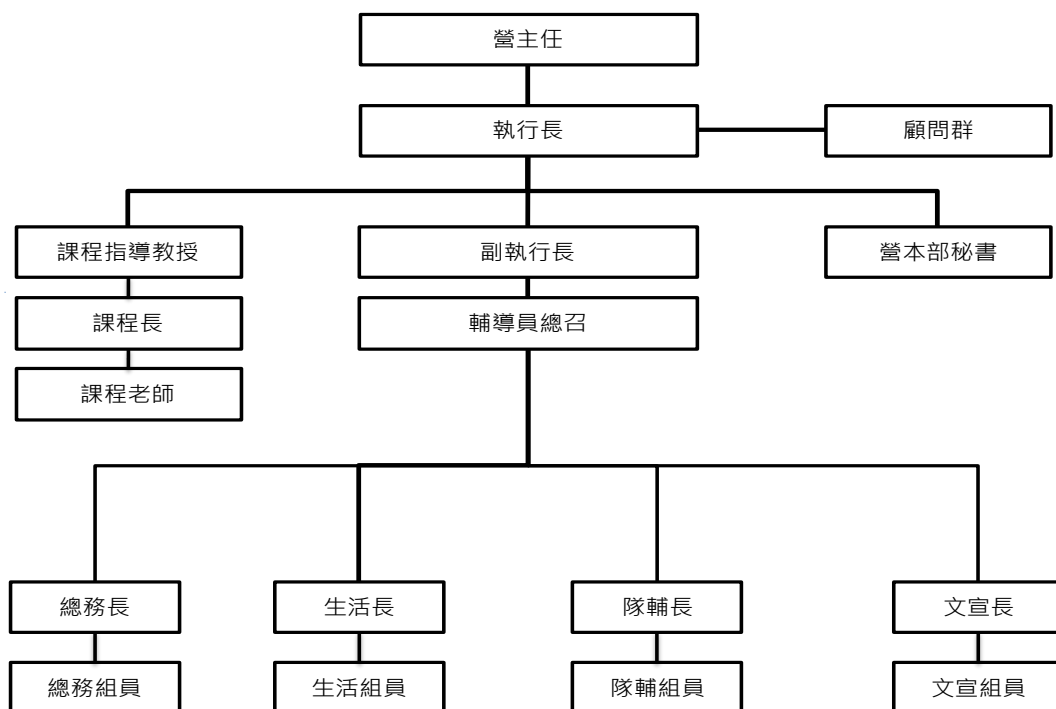 營主任
執行長
顧問群
課程指導教授
副執行長
營本部秘書
課程長
輔導員總召
課程老師
總務長
生活長
隊輔長
文宣長
總務組員
生活組員
隊輔組員
文宣組員